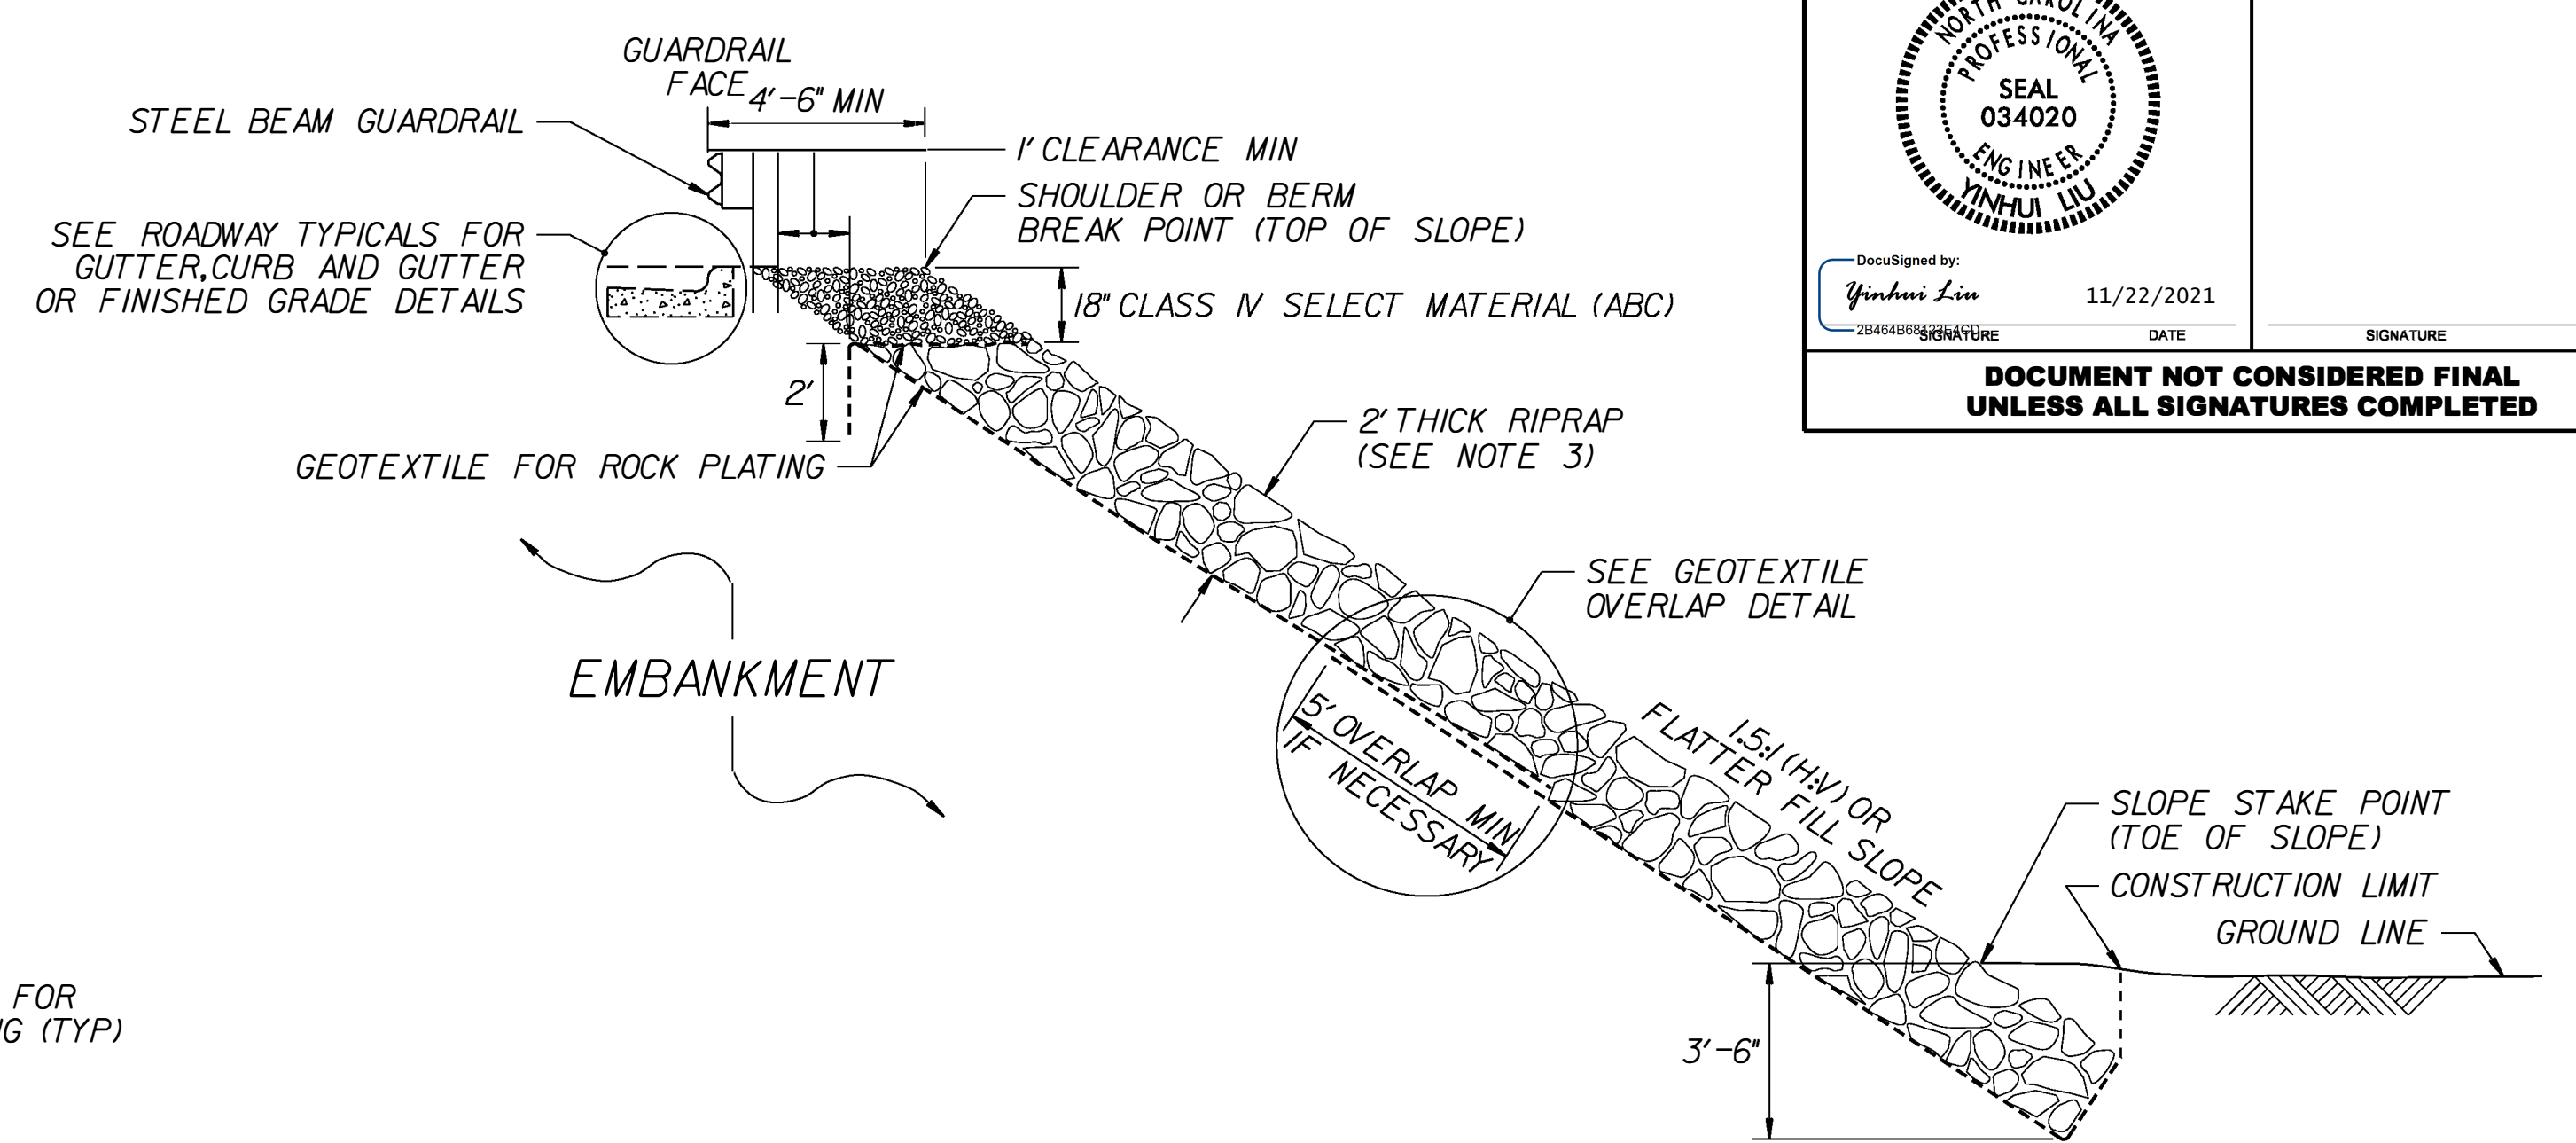 GUARDRAIL
FACE
4'-6" MIN
STEEL BEAM GUARDRAIL
1' CLEARANCE MIN
SHOULDER OR BERM
BREAK POINT (TOP OF SLOPE)
SEE ROADWAY TYPICALS FOR
GUTTER, CURB AND GUTTER
OR FINISHED GRADE DETAILS
18" CLASS IV SELECT MATERIAL (ABC)
2'
GEOTEXTILE FOR ROCK PLATING
2' THICK RIPRAP
(SEE NOTE 3)
SEE GEOTEXTILE
OVERLAP DETAIL
EMBANKMENT
5' OVERLAP MIN
IF NECESSARY
1.5:1 (H:V) OR
FLATTER FILL SLOPE
SLOPE STAKE POINT
(TOE OF SLOPE)
CONSTRUCTION LIMIT
GROUND LINE
3'-6"
FOR
G (TYP)
NORTH CAROLINA
PROFESSIONAL
SEAL
034020
ENGINEER
YINHUI LIU
DocuSigned by:
Yinhui Liu
11/22/2021
SIGNATURE
DATE
SIGNATURE
DOCUMENT NOT CONSIDERED FINAL
UNLESS ALL SIGNATURES COMPLETED